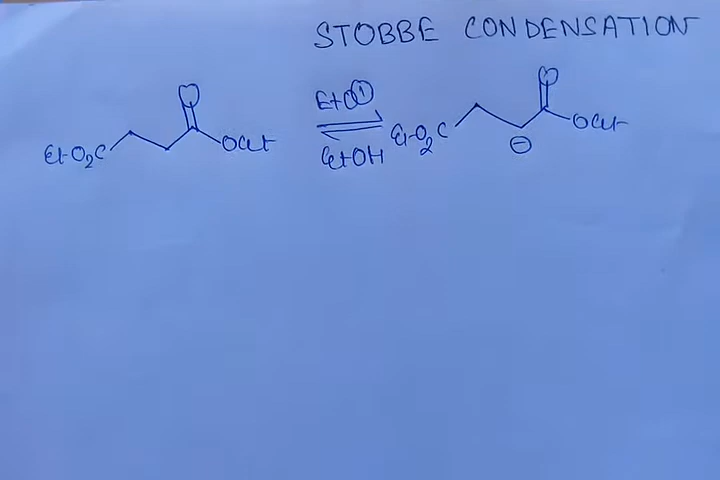 STOBBE CONDENSATION
EtO₂C O OEt EtO⊖ EtOH EtO₂C ⊖ O OEt